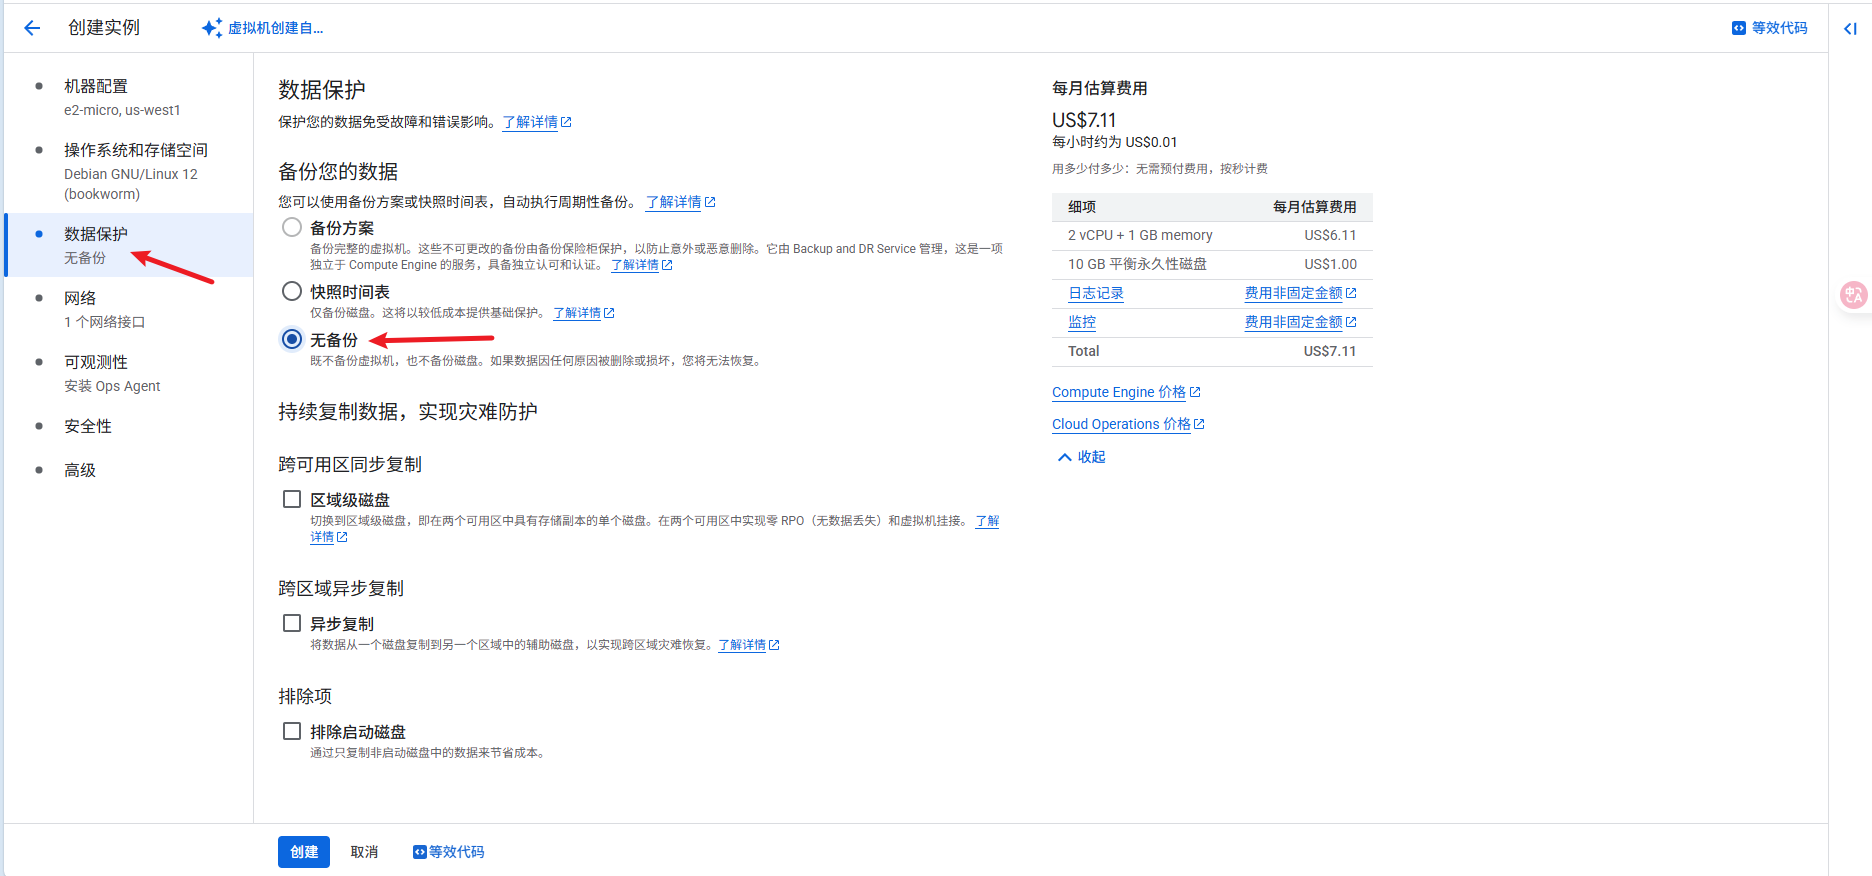 创建实例
虚拟机创建自...
等效代码
机器配置
e2-micro, us-west1
操作系统和存储空间
Debian GNU/Linux 12
(bookworm)
数据保护
无备份
网络
1 个网络接口
可观测性
安装 Ops Agent
安全性
高级
数据保护
保护您的数据免受故障和错误影响。了解详情
备份您的数据
您可以使用备份方案或快照时间表，自动执行周期性备份。 了解详情
备份方案
备份完整的虚拟机。这些不可更改的备份由备份保险柜保护，以防止意外或恶意删除。它由 Backup and DR Service 管理，这是一项
独立于 Compute Engine 的服务，具备独立认可和认证。 了解详情
快照时间表
仅备份磁盘。这将以较低成本提供基础保护。 了解详情
无备份
既不备份虚拟机，也不备份磁盘。如果数据因任何原因被删除或损坏，您将无法恢复。
持续复制数据，实现灾难防护
跨可用区同步复制
区域级磁盘
切换到区域级磁盘，即在两个可用区中具有存储副本的单个磁盘。在两个可用区中实现零 RPO（无数据丢失）和虚拟机挂接。 了解
详情
跨区域异步复制
异步复制
将数据从一个磁盘复制到另一个区域中的辅助磁盘，以实现跨区域灾难恢复。了解详情
排除项
排除启动磁盘
通过只复制非启动磁盘中的数据来节省成本。
每月估算费用
US$7.11
每小时约为 US$0.01
用多少付多少：无需预付费用，按秒计费
细项 每月估算费用
2 vCPU + 1 GB memory US$6.11
10 GB 平衡永久性磁盘 US$1.00
日志记录 费用非固定金额
监控 费用非固定金额
Total US$7.11
Compute Engine 价格
Cloud Operations 价格
收起
中A
创建 取消 等效代码